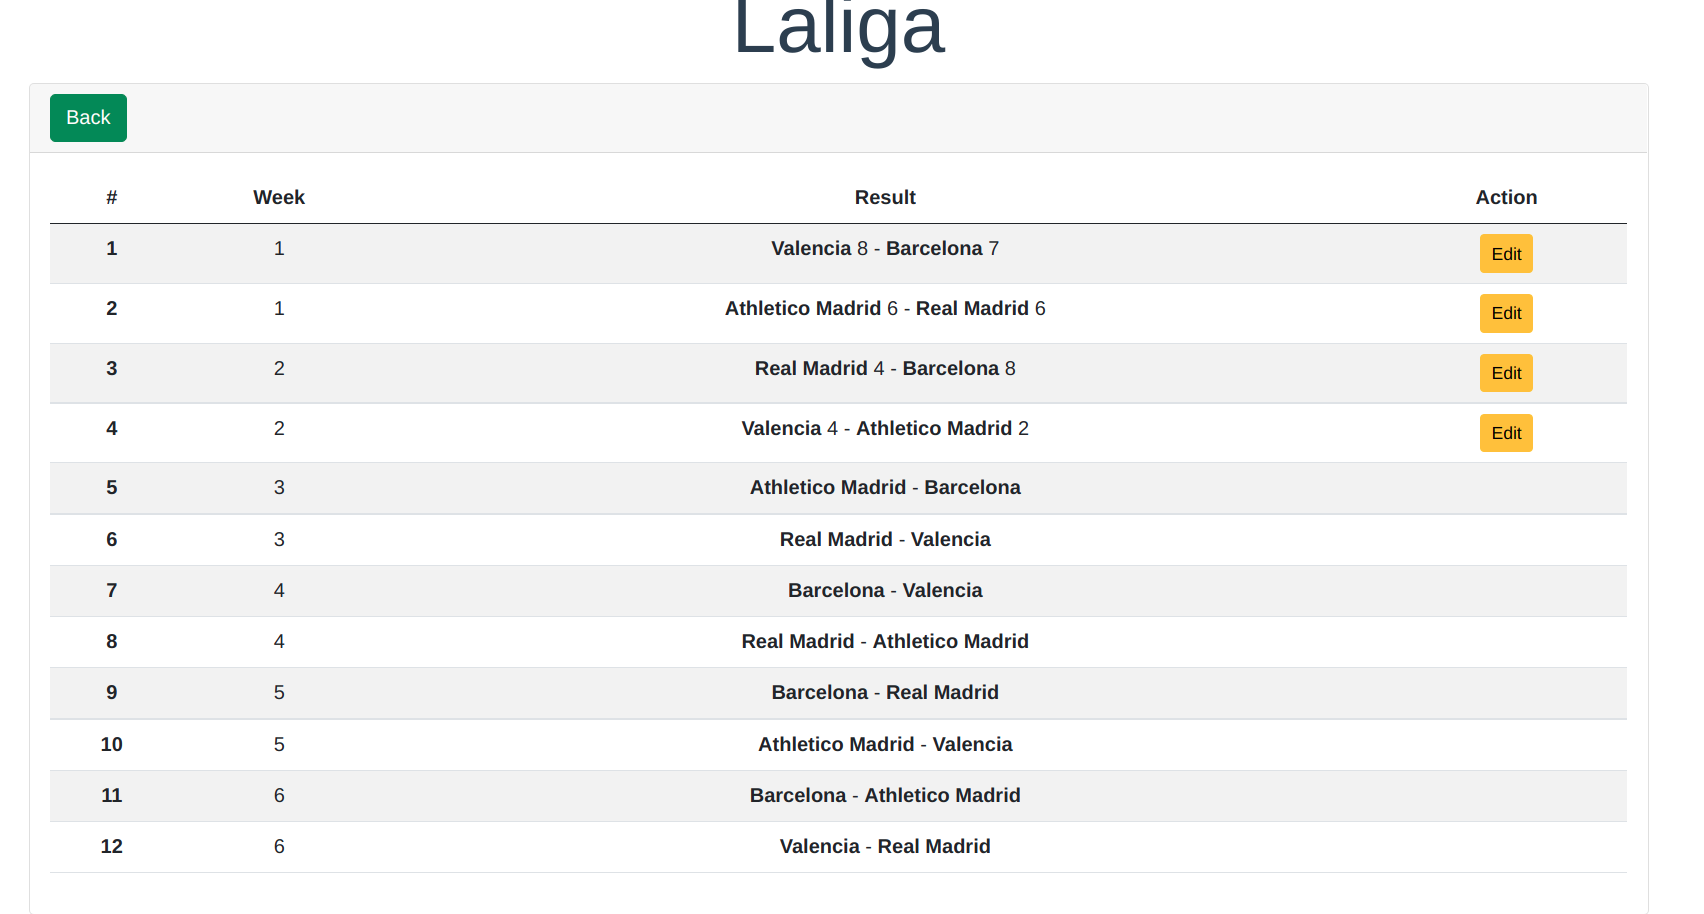 Laliga
Back
# Week Result Action
1 1 Valencia 8 - Barcelona 7 Edit
2 1 Athletico Madrid 6 - Real Madrid 6 Edit
3 2 Real Madrid 4 - Barcelona 8 Edit
4 2 Valencia 4 - Athletico Madrid 2 Edit
5 3 Athletico Madrid - Barcelona
6 3 Real Madrid - Valencia
7 4 Barcelona - Valencia
8 4 Real Madrid - Athletico Madrid
9 5 Barcelona - Real Madrid
10 5 Athletico Madrid - Valencia
11 6 Barcelona - Athletico Madrid
12 6 Valencia - Real Madrid